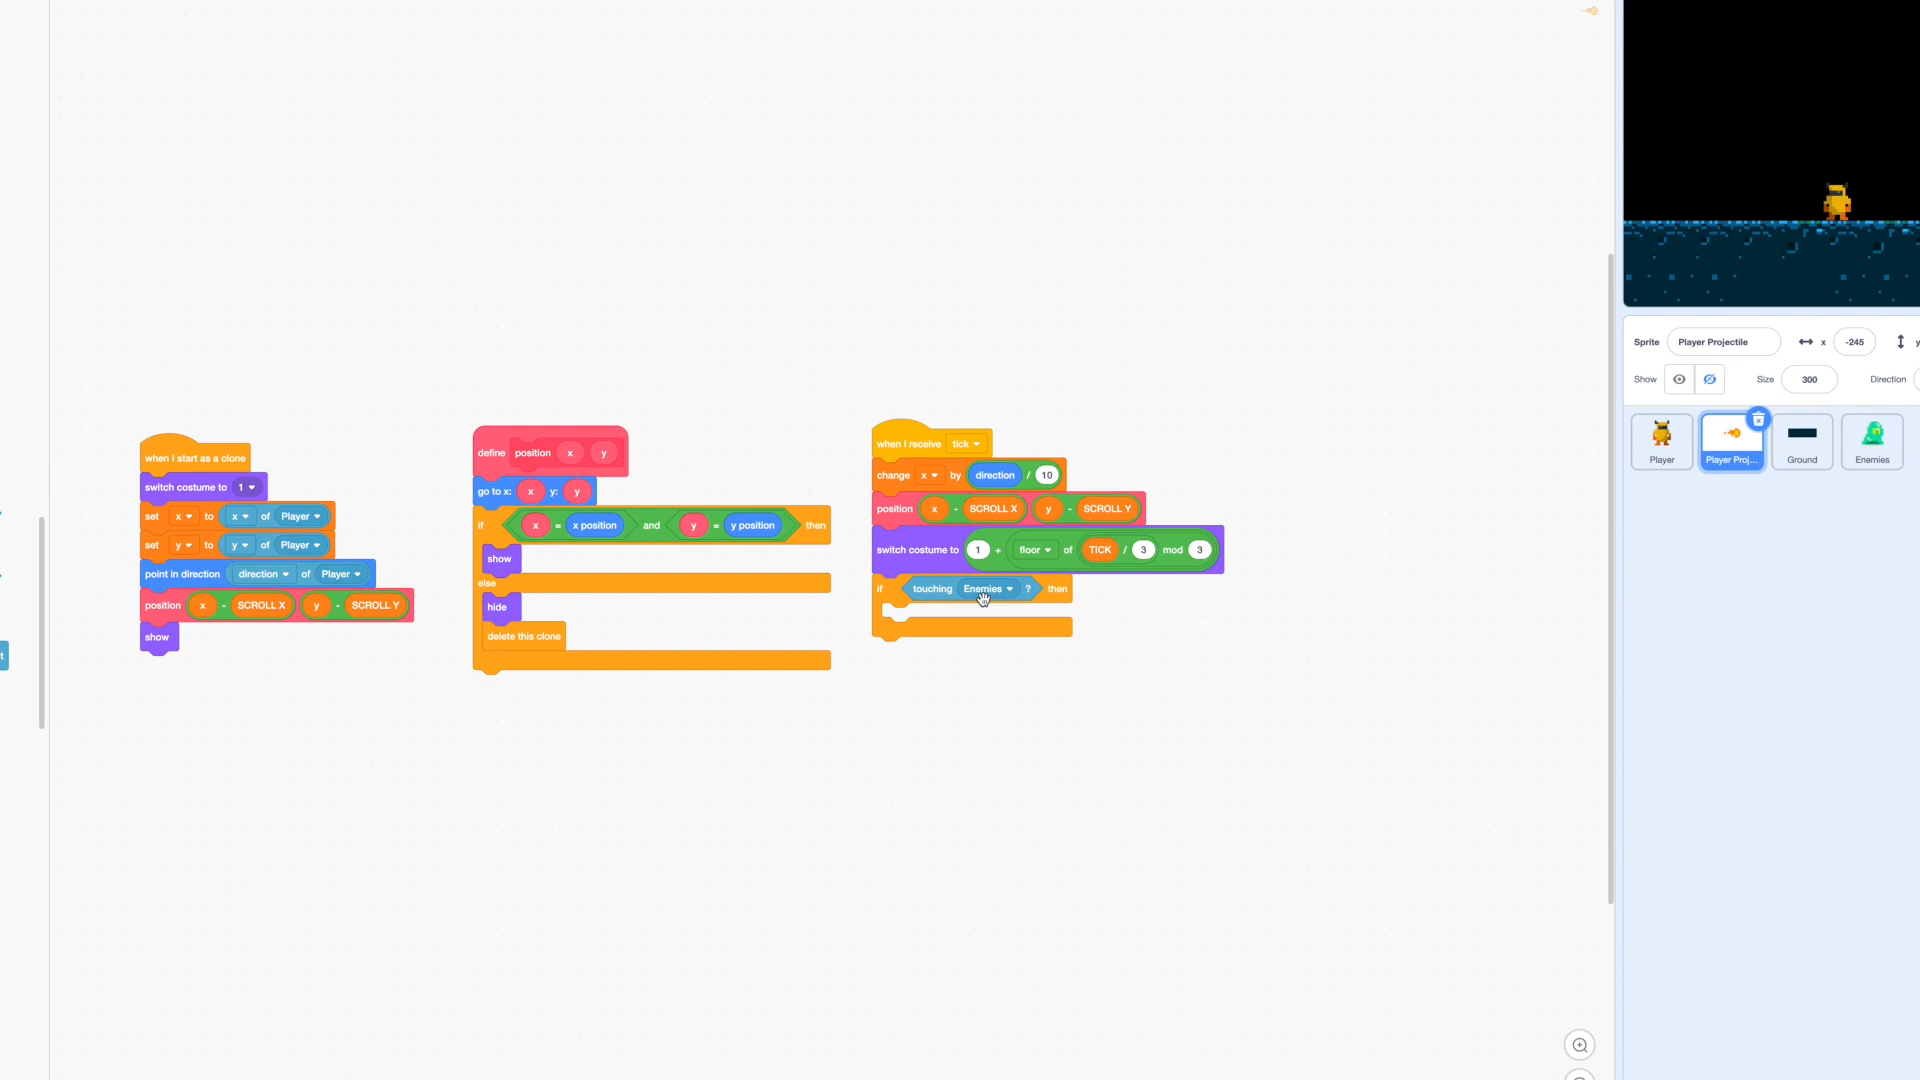 when I start as a clone
switch costume to 1
set x to x of Player
set y to y of Player
point in direction direction of Player
position x - SCROLL X y - SCROLL Y
show
define position x y
go to x: x y: y
if x = x position and y = y position then
show
else
hide
delete this clone
when I receive tick
change x by direction / 10
position x - SCROLL X y - SCROLL Y
switch costume to 1 + floor of TICK / 3 mod 3
if touching Enemies ? then
Sprite Player Projectile x -245 y
Show Size 300 Direction
Player Player Proj... Ground Enemies
t